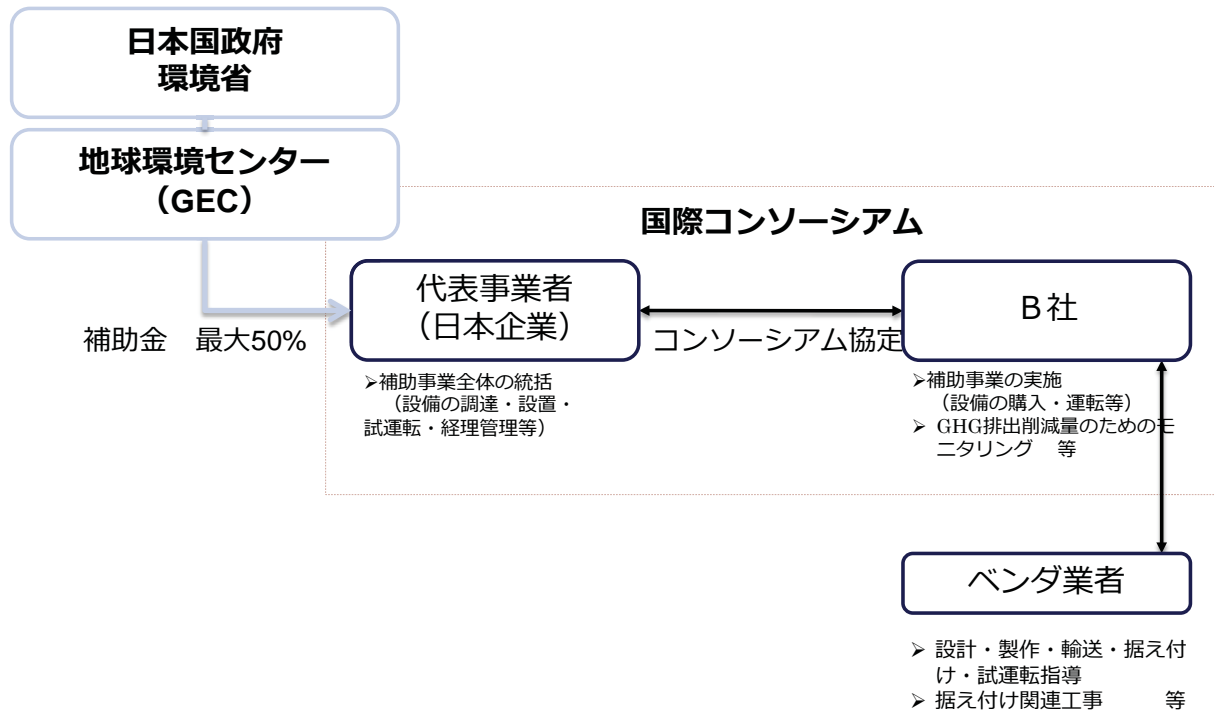 日本国政府
環境省
地球環境センター
（GEC）
国際コンソーシアム
代表事業者
（日本企業）
B社
補助金　最大50%
コンソーシアム協定
➢補助事業全体の統括
（設備の調達・設置・
試運転・経理管理等）
➢補助事業の実施
（設備の購入・運転等）
➢ GHG排出削減量のためのモ
ニタリング　等
ベンダ業者
➢ 設計・製作・輸送・据え付
け・試運転指導
➢ 据え付け関連工事　　等